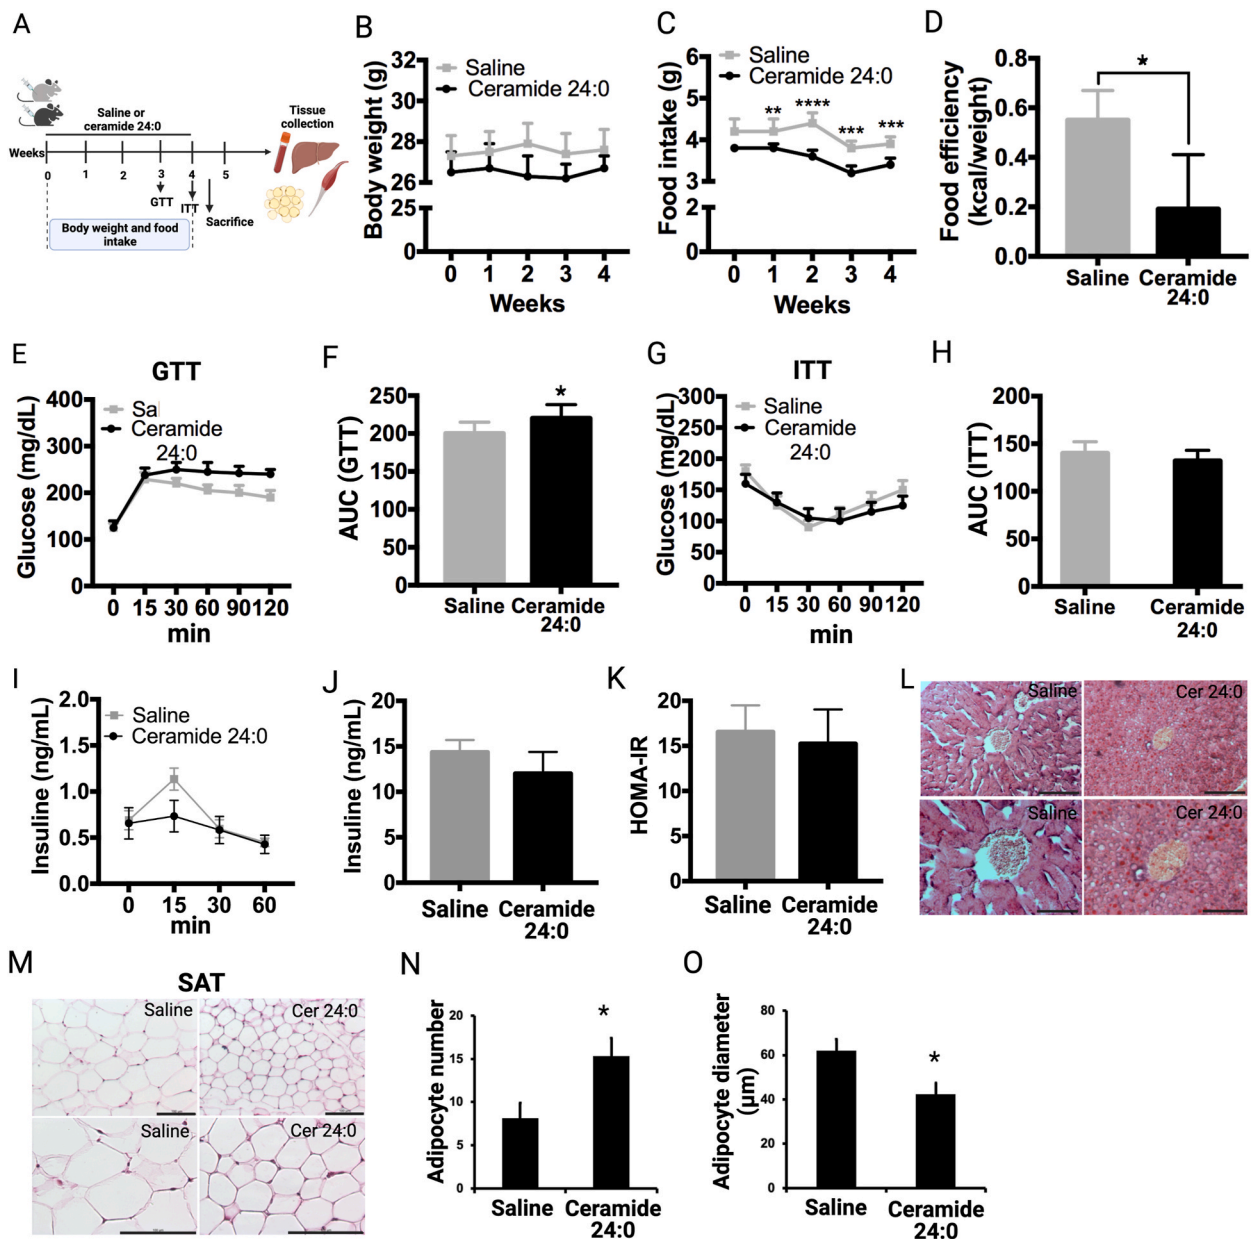 A
Saline or
ceramide 24:0
Tissue
collection
Weeks
0 1 2 3 4 5
GTT
ITT
Sacrifice
Body weight and food
intake
B
Body weight (g)
32
30
28
26
25
0
Saline
Ceramide 24:0
0 1 2 3 4
Weeks
C
Food intake (g)
6
5
4
3
2
0
Saline
Ceramide 24:0
** **** *** ***
0 1 2 3 4
Weeks
D
Food efficiency
(kcal/weight)
0.8
0.6
0.4
0.2
0.0
*
Saline Ceramide
24:0
E
GTT
Glucose (mg/dL)
400
300
200
100
0
Sa
Ceramide
24:0
0 15 30 60 90 120
min
F
AUC (GTT)
250
200
150
100
50
0
*
Saline Ceramide
24:0
G
ITT
Glucose (mg/dL)
300
250
200
150
100
50
0
Saline
Ceramide
24:0
0 15 30 60 90 120
min
H
AUC (ITT)
200
150
100
50
0
Saline Ceramide
24:0
I
Insuline (ng/mL)
2.0
1.5
1.0
0.5
0.0
Saline
Ceramide 24:0
0 15 30 60
min
J
Insuline (ng/mL)
20
15
10
5
0
Saline Ceramide
24:0
K
HOMA-IR
20
15
10
5
0
Saline Ceramide
24:0
L
Saline Cer 24:0
Saline Cer 24:0
M
SAT
Saline Cer 24:0
Saline Cer 24:0
N
Adipocyte number
20
15
10
5
0
*
Saline Ceramide
24:0
O
Adipocyte diameter
(µm)
80
60
40
20
0
*
Saline Ceramide
24:0